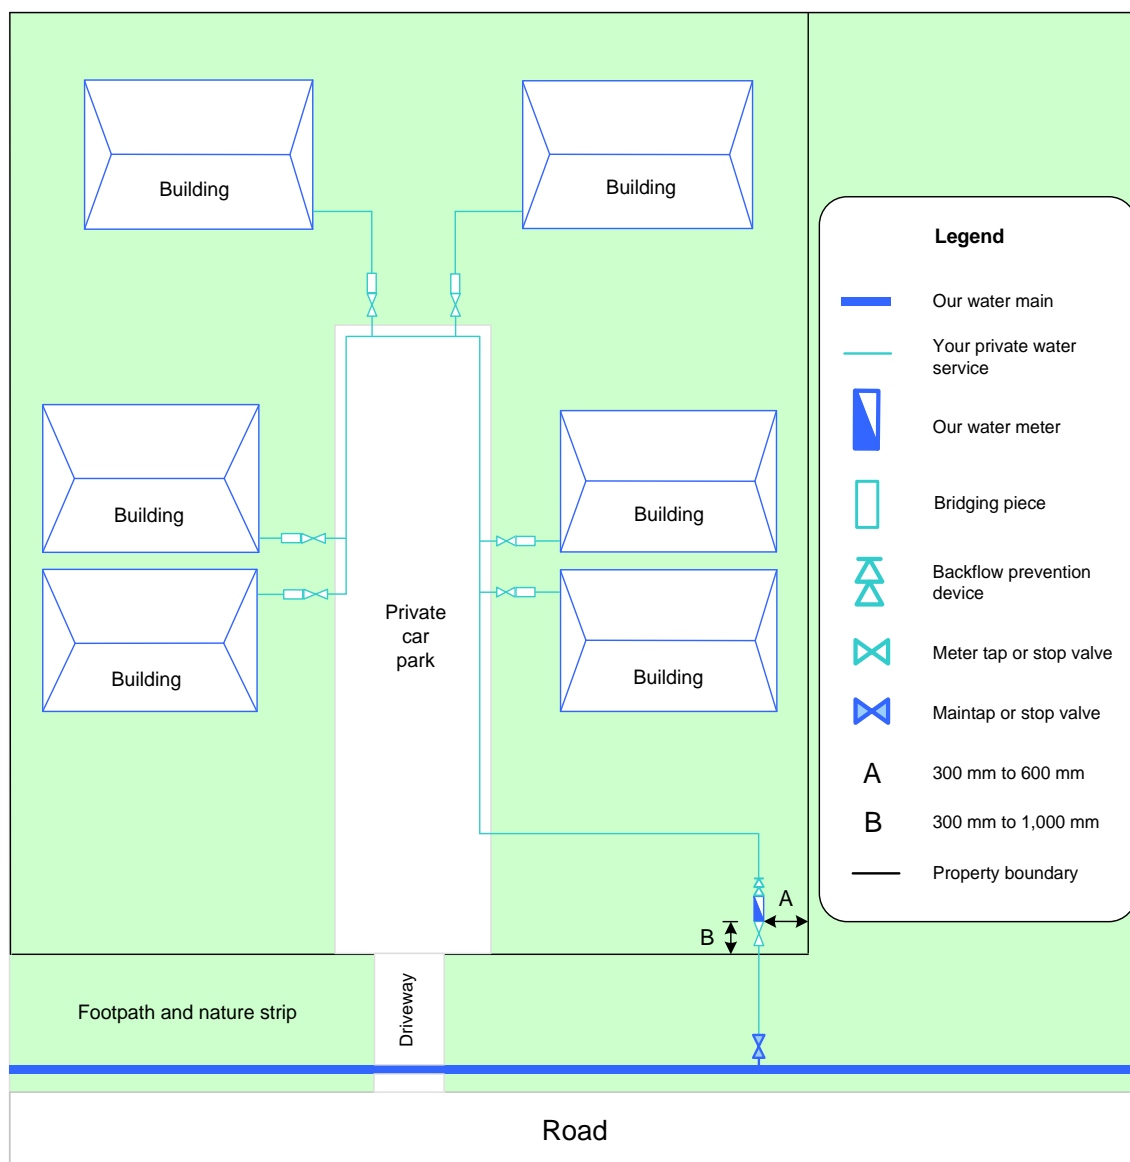 Building
Building
Building
Building
Building
Building
Private
car
park
A
B
Driveway
Footpath and nature strip
Road
Legend
Our water main
Your private water
service
Our water meter
Bridging piece
Backflow prevention
device
Meter tap or stop valve
Maintap or stop valve
A 300 mm to 600 mm
B 300 mm to 1,000 mm
Property boundary